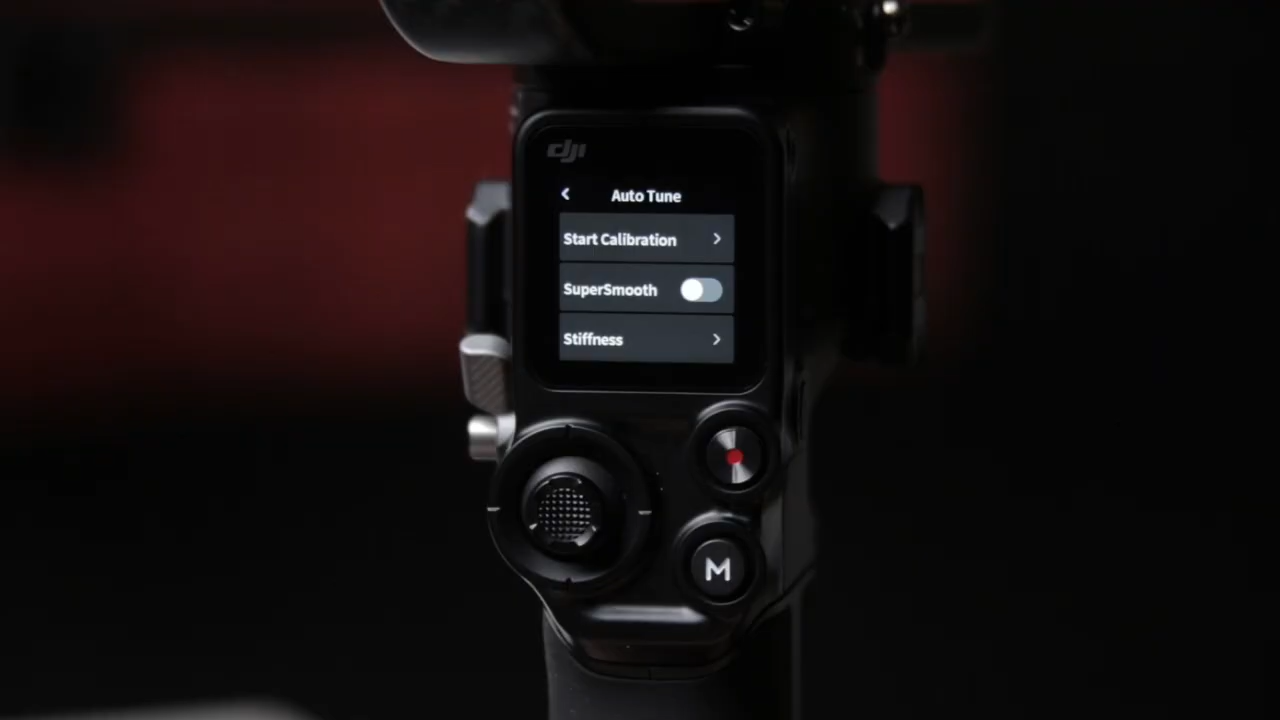 dji
Auto Tune
Start Calibration
SuperSmooth
Stiffness
M